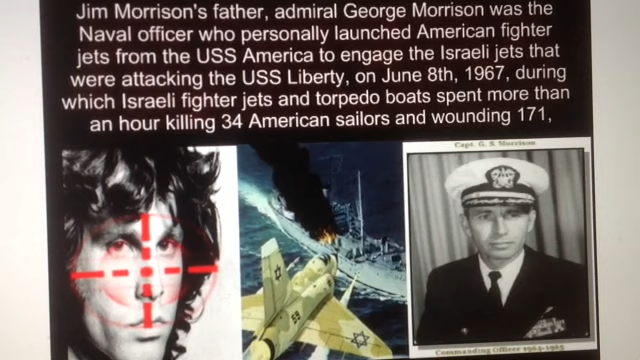 Jim Morrison's father, admiral George Morrison was the
Naval officer who personally launched American fighter
jets from the USS America to engage the Israeli jets that
were attacking the USS Liberty, on June 8th, 1967, during
which Israeli fighter jets and torpedo boats spent more than
an hour killing 34 American sailors and wounding 171,
Capt. G. S. Morrison
59
Commanding Officer 1964-1965